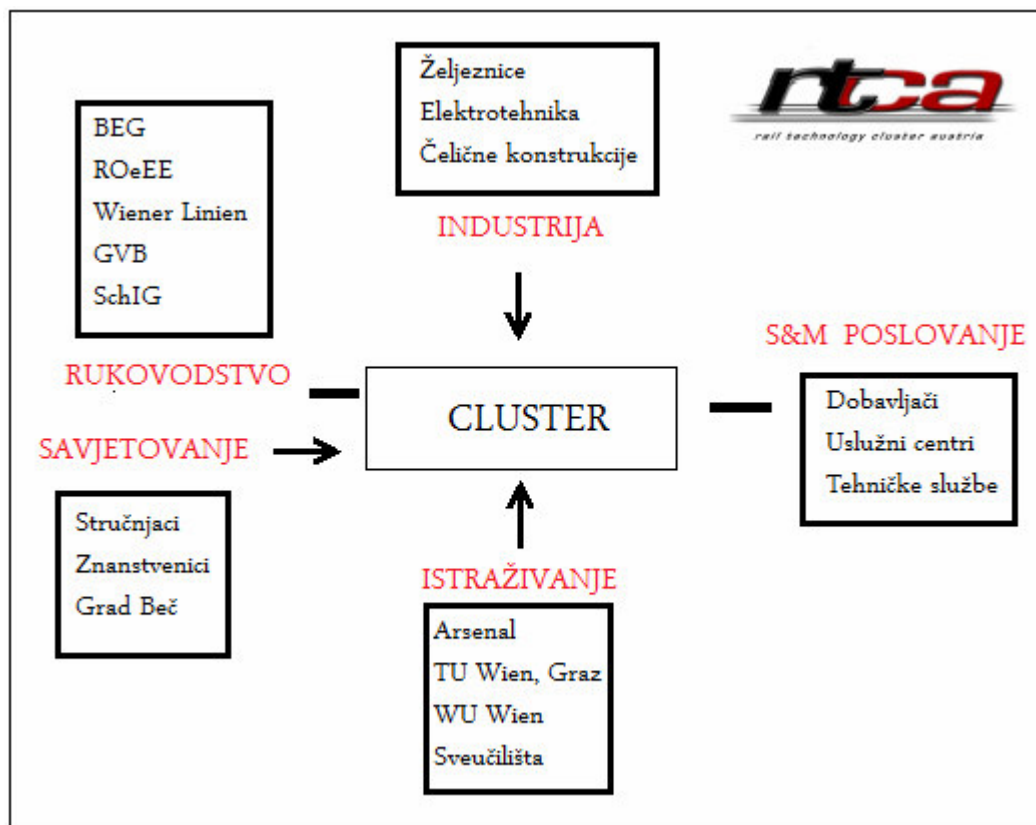 Željeznice
Elektrotehnika
Čelične konstrukcije
INDUSTRIJA
rtca
rail technology cluster austria
BEG
ROeEE
Wiener Linien
GVB
SchIG
RUKOVODSTVO
SAVJETOVANJE
Stručnjaci
Znanstvenici
Grad Beč
CLUSTER
S&M POSLOVANJE
Dobavljači
Uslužni centri
Tehničke službe
ISTRAŽIVANJE
Arsenal
TU Wien, Graz
WU Wien
Sveučilišta